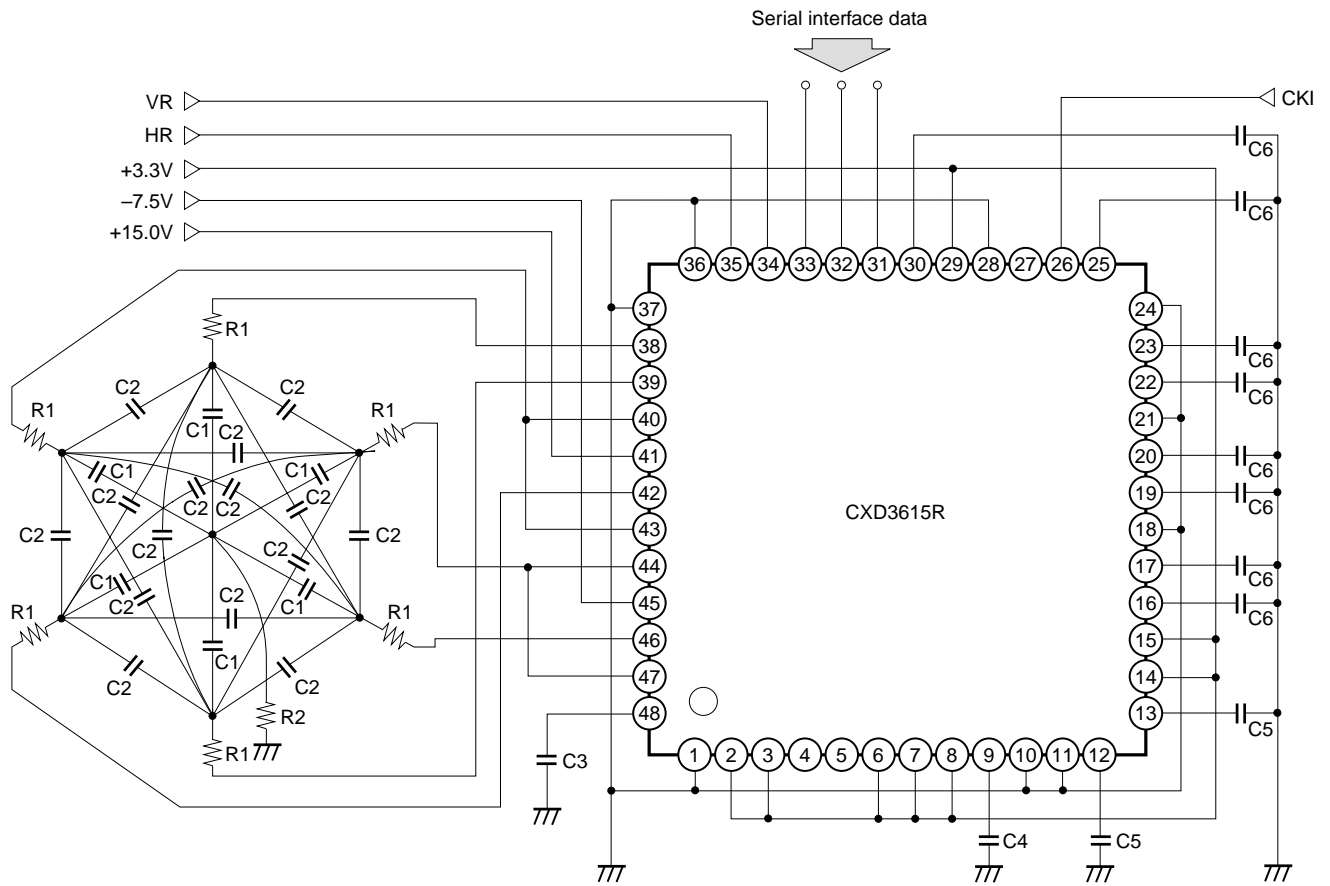 Serial interface data
VR
CKI
HR
C6
+3.3V
–7.5V
C6
+15.0V
36 35 34 33 32 31 30 29 28 27 26 25
37 24
R1
38 23 C6
C2 C2
39 22 C6
R1 R1
C1 C2
40 21
41 20 C6
C1 C1
42 19 C6
C2 C2 C2 C2
CXD3615R
43 18
C2 C2 C2 C2
44 17 C6
C1 C2 C2 C1
45 16 C6
R1 R1
46 15
C1
47 14
C2 C2
48 13 C5
R2
R1
C3
1 2 3 4 5 6 7 8 9 10 11 12
C4 C5